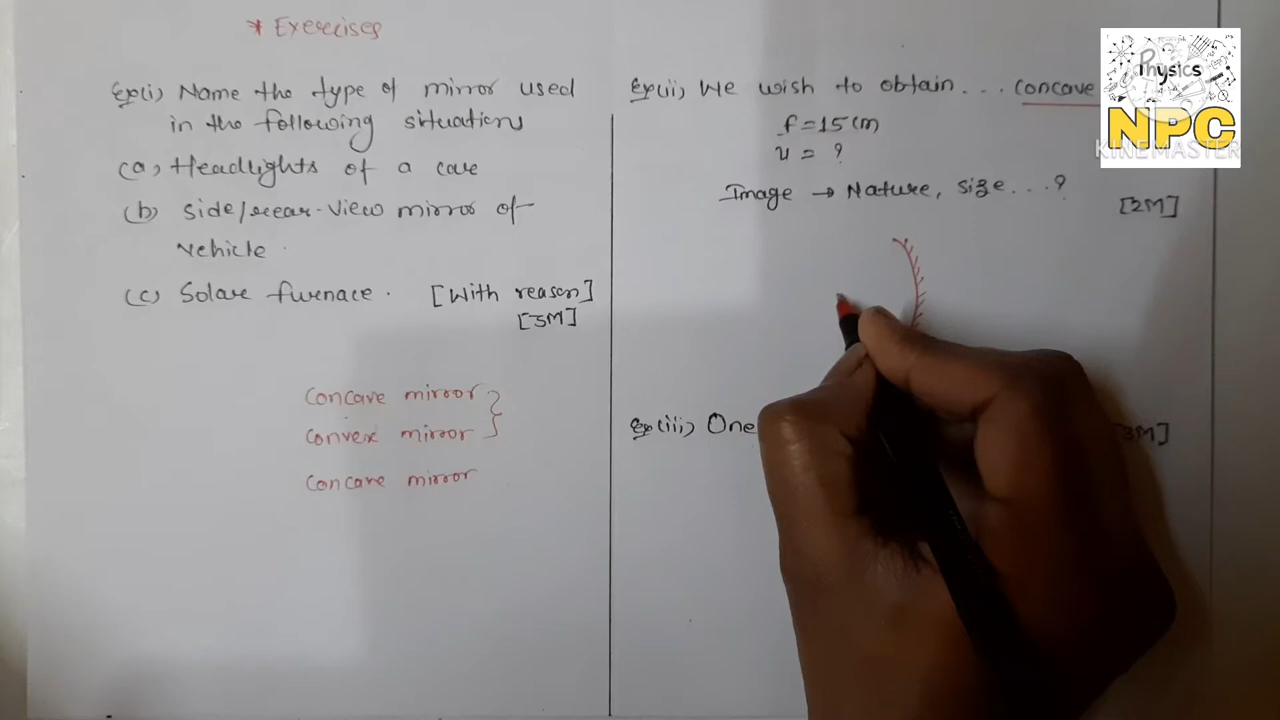 * Exercises
Ex(i) Name the type of mirror used
in the following situations
(a) Headlights of a car
(b) side/rear-view mirror of
vehicle.
(c) Solar furnace. [With reason]
[3M]
Concave mirror
Convex mirror
Concave mirror
Ex(ii) We wish to obtain... concave
f = 15 cm
u = ?
Image → Nature, size...?
[2M]
Ex(iii) One
[3M]
Physics
NPC
KINEMASTER